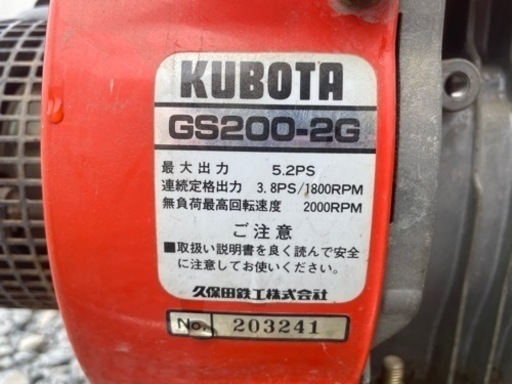 KUBOTA
GS200-2G
最大出力 5.2PS
連続定格出力 3.8PS/1800RPM
無負荷最高回転速度 2000RPM
ご注意
■取扱い説明書を良く読んで安全
に注意してお使いください。
久保田鉄工株式会社
No. 203241